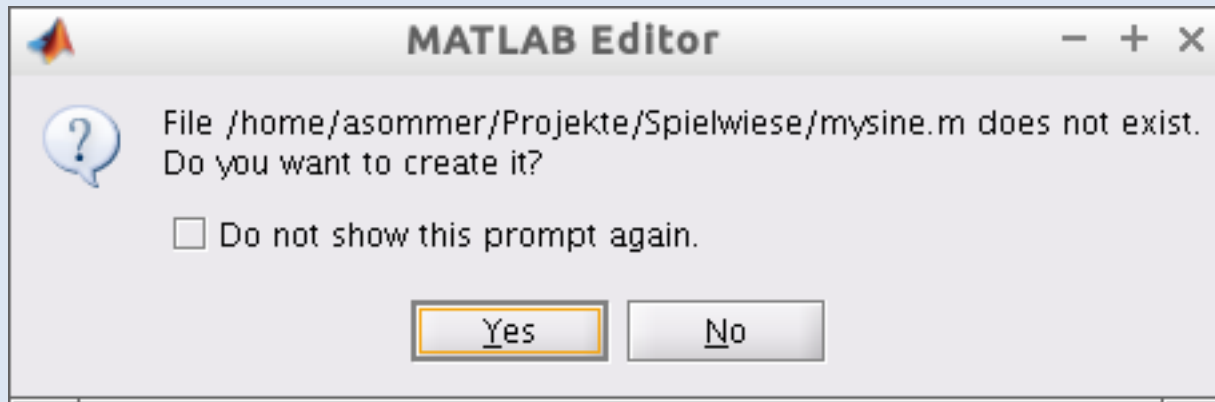 MATLAB Editor
File /home/asommer/Projekte/Spielwiese/mysine.m does not exist.
Do you want to create it?
Do not show this prompt again.
Yes
No